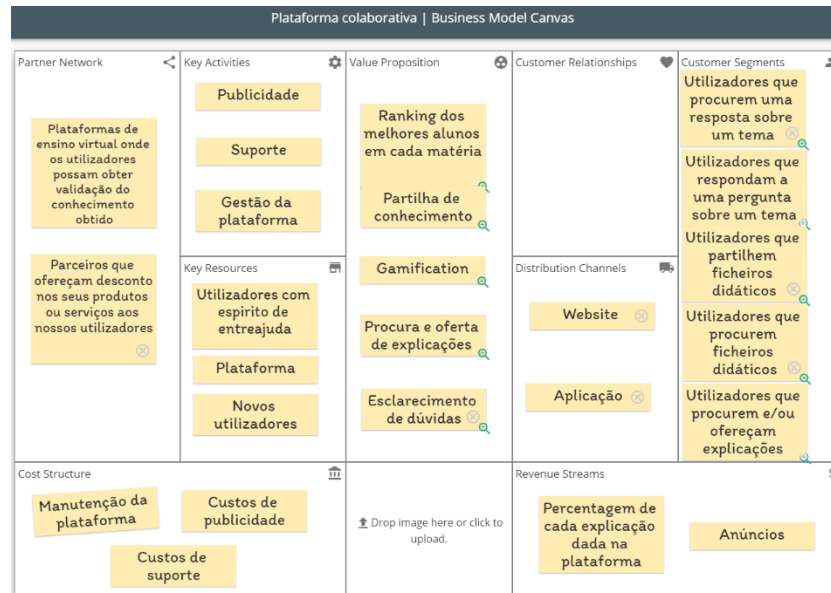 Plataforma colaborativa | Business Model Canvas
Partner Network
Plataformas de
ensino virtual onde
os utilizadores
possam obter
validação do
conhecimento
obtido
Parceiros que
ofereçam desconto
nos seus produtos
ou serviços aos
nossos utilizadores
Key Activities
Publicidade
Suporte
Gestão da
plataforma
Key Resources
Utilizadores com
espirito de
entreajuda
Plataforma
Novos
utilizadores
Value Proposition
Ranking dos
melhores alunos
em cada matéria
Partilha de
conhecimento
Gamification
Procura e oferta
de explicações
Esclarecimento
de dúvidas
Customer Relationships
Distribution Channels
Website
Aplicação
Customer Segments
Utilizadores que
procurem uma
resposta sobre
um tema
Utilizadores que
respondam a
uma pergunta
sobre um tema
Utilizadores que
partilhem
ficheiros
didáticos
Utilizadores que
procurem
ficheiros
didáticos
Utilizadores que
procurem e/ou
ofereçam
explicações
Cost Structure
Manutenção da
plataforma
Custos de
publicidade
Custos de
suporte
Drop image here or click to
upload.
Revenue Streams
Percentagem de
cada explicação
dada na
plataforma
Anúncios